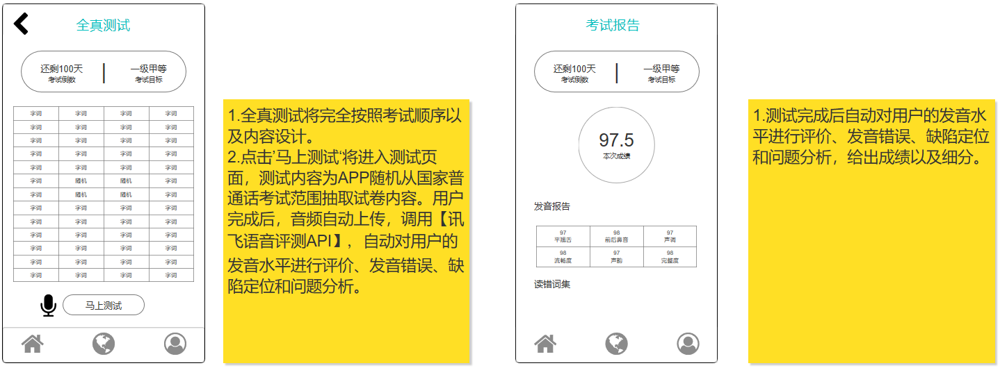 全真测试
还剩100天
考试倒数
一级甲等
考试目标
字词 字词 字词 字词
字词 字词 字词 字词
字词 字词 字词 字词
字词 字词 字词 字词
字词 字词 字词 字词
字词 随机 随机 字词
字词 随机 随机 字词
字词 字词 字词 字词
字词 字词 字词 字词
字词 字词 字词 字词
字词 字词 字词 字词
字词 字词 字词 字词
字词 字词 字词 字词
马上测试
1.全真测试将完全按照考试顺序以
及内容设计。
2.点击’马上测试‘将进入测试页
面，测试内容为APP随机从国家普
通话考试范围抽取试卷内容。用户
完成后，音频自动上传，调用【讯
飞语音评测API】，自动对用户的
发音水平进行评价、发音错误、缺
陷定位和问题分析。
考试报告
还剩100天
考试倒数
一级甲等
考试目标
97.5
本次成绩
发音报告
97 98 97
平翘舌 前后鼻音 声调
98 97 98
流畅度 声韵 完整度
读错词集
1.测试完成后自动对用户的发音水
平进行评价、发音错误、缺陷定位
和问题分析，给出成绩以及细分。